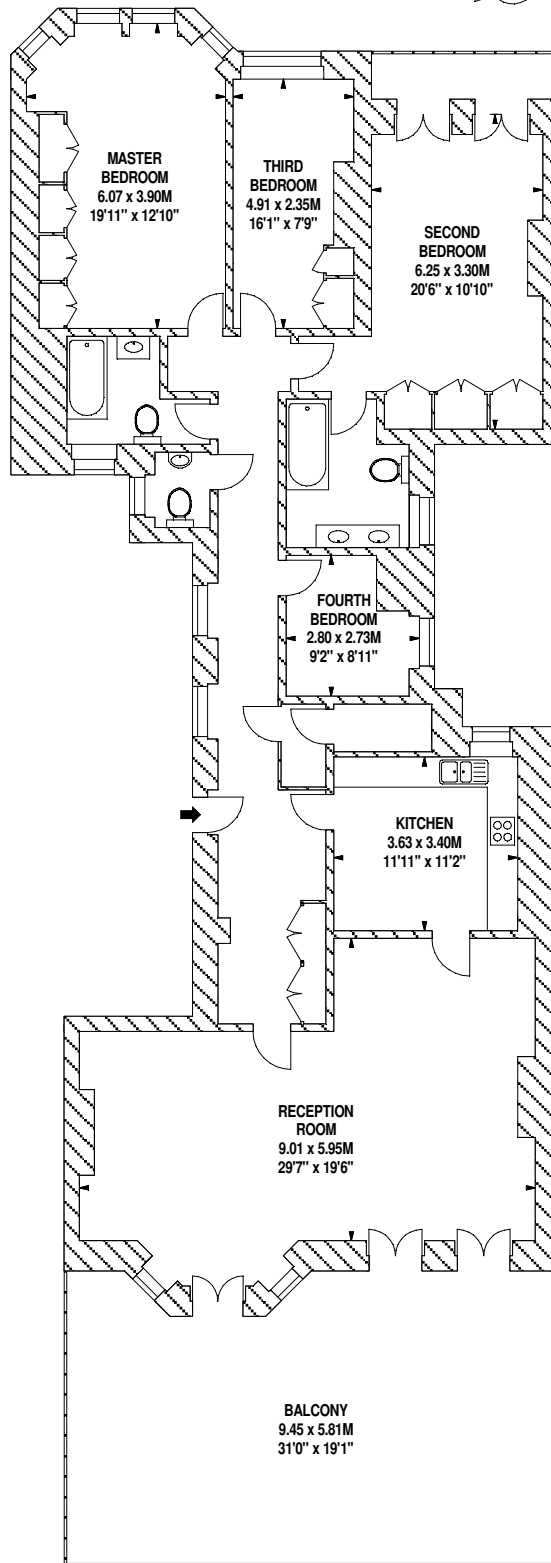 MASTER
BEDROOM
6.07 x 3.90M
19'11" x 12'10"
THIRD
BEDROOM
4.91 x 2.35M
16'1" x 7'9"
SECOND
BEDROOM
6.25 x 3.30M
20'6" x 10'10"
FOURTH
BEDROOM
2.80 x 2.73M
9'2" x 8'11"
KITCHEN
3.63 x 3.40M
11'11" x 11'2"
RECEPTION
ROOM
9.01 x 5.95M
29'7" x 19'6"
BALCONY
9.45 x 5.81M
31'0" x 19'1"